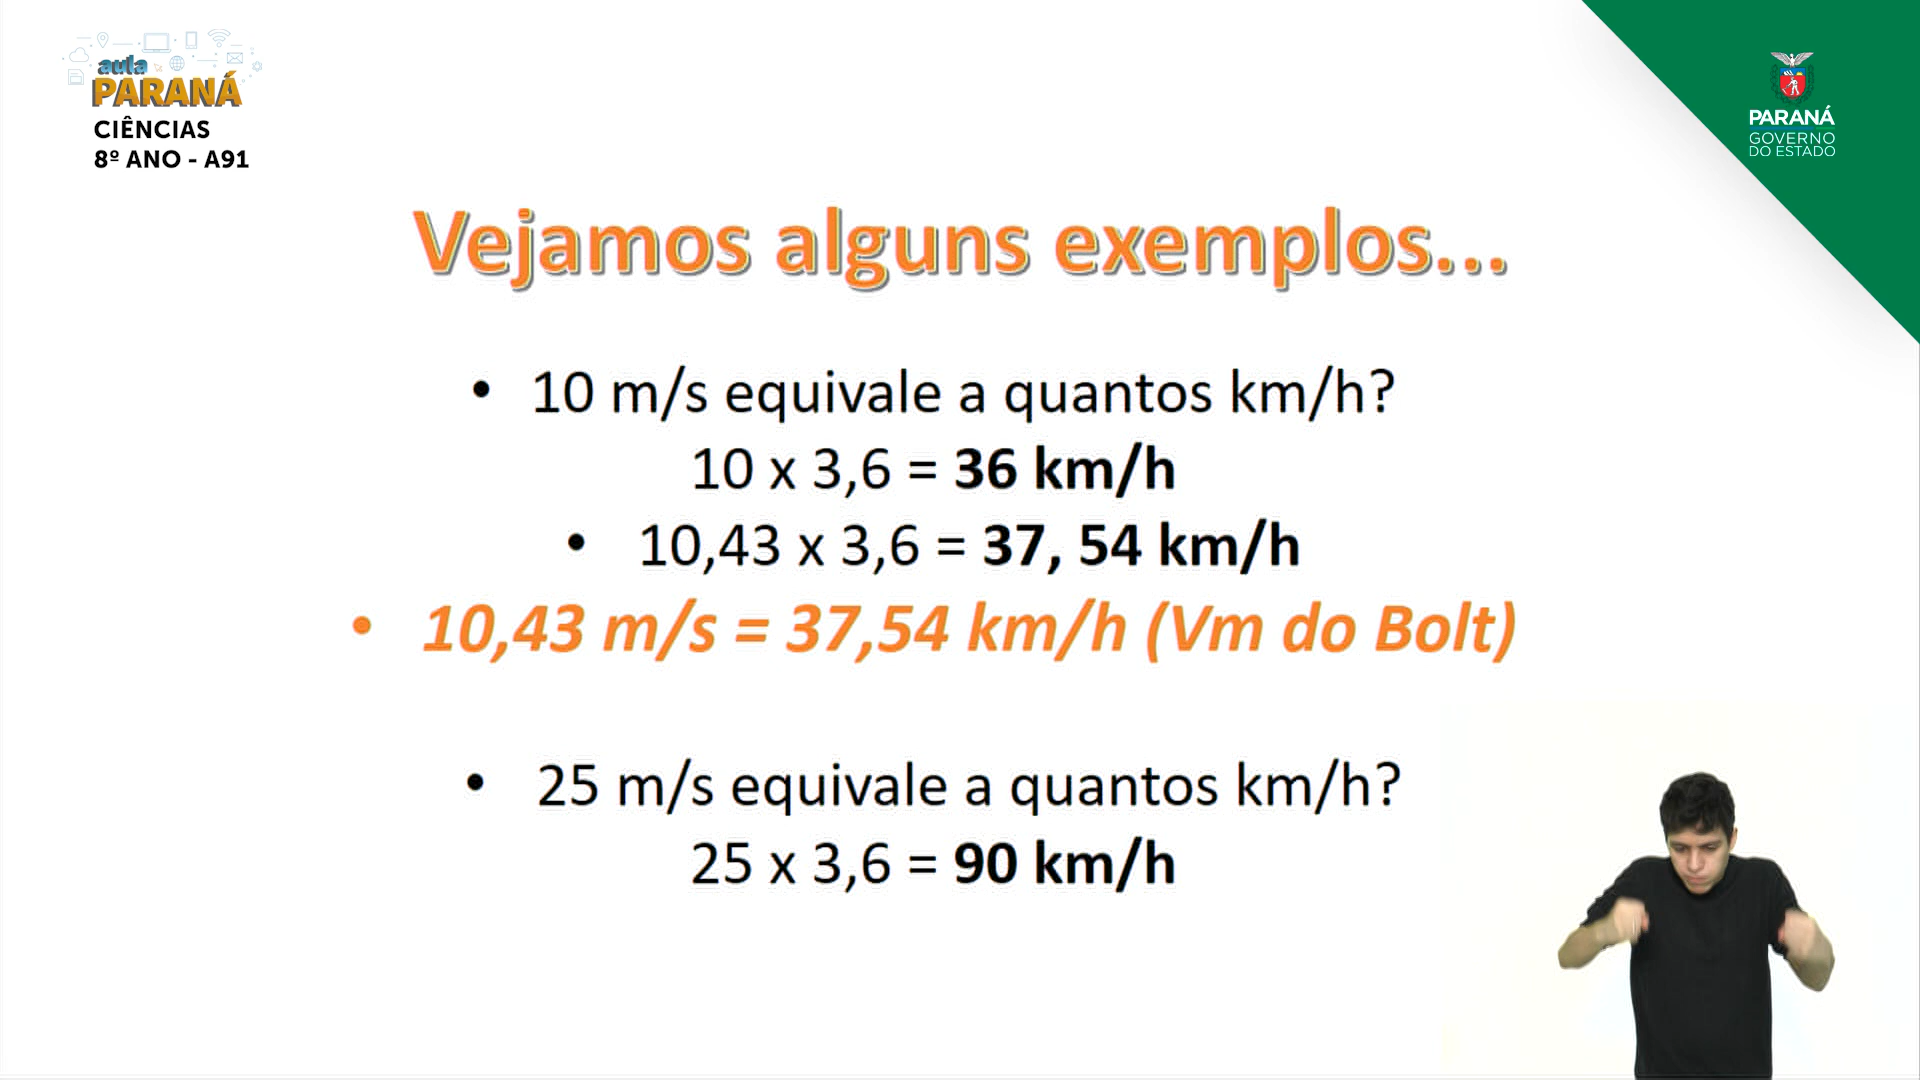 aula
PARANÁ
CIÊNCIAS
8º ANO - A91
PARANÁ
GOVERNO
DO ESTADO
Vejamos alguns exemplos...
• 10 m/s equivale a quantos km/h?
10 x 3,6 = 36 km/h
• 10,43 x 3,6 = 37, 54 km/h
• 10,43 m/s = 37,54 km/h (Vm do Bolt)
• 25 m/s equivale a quantos km/h?
25 x 3,6 = 90 km/h